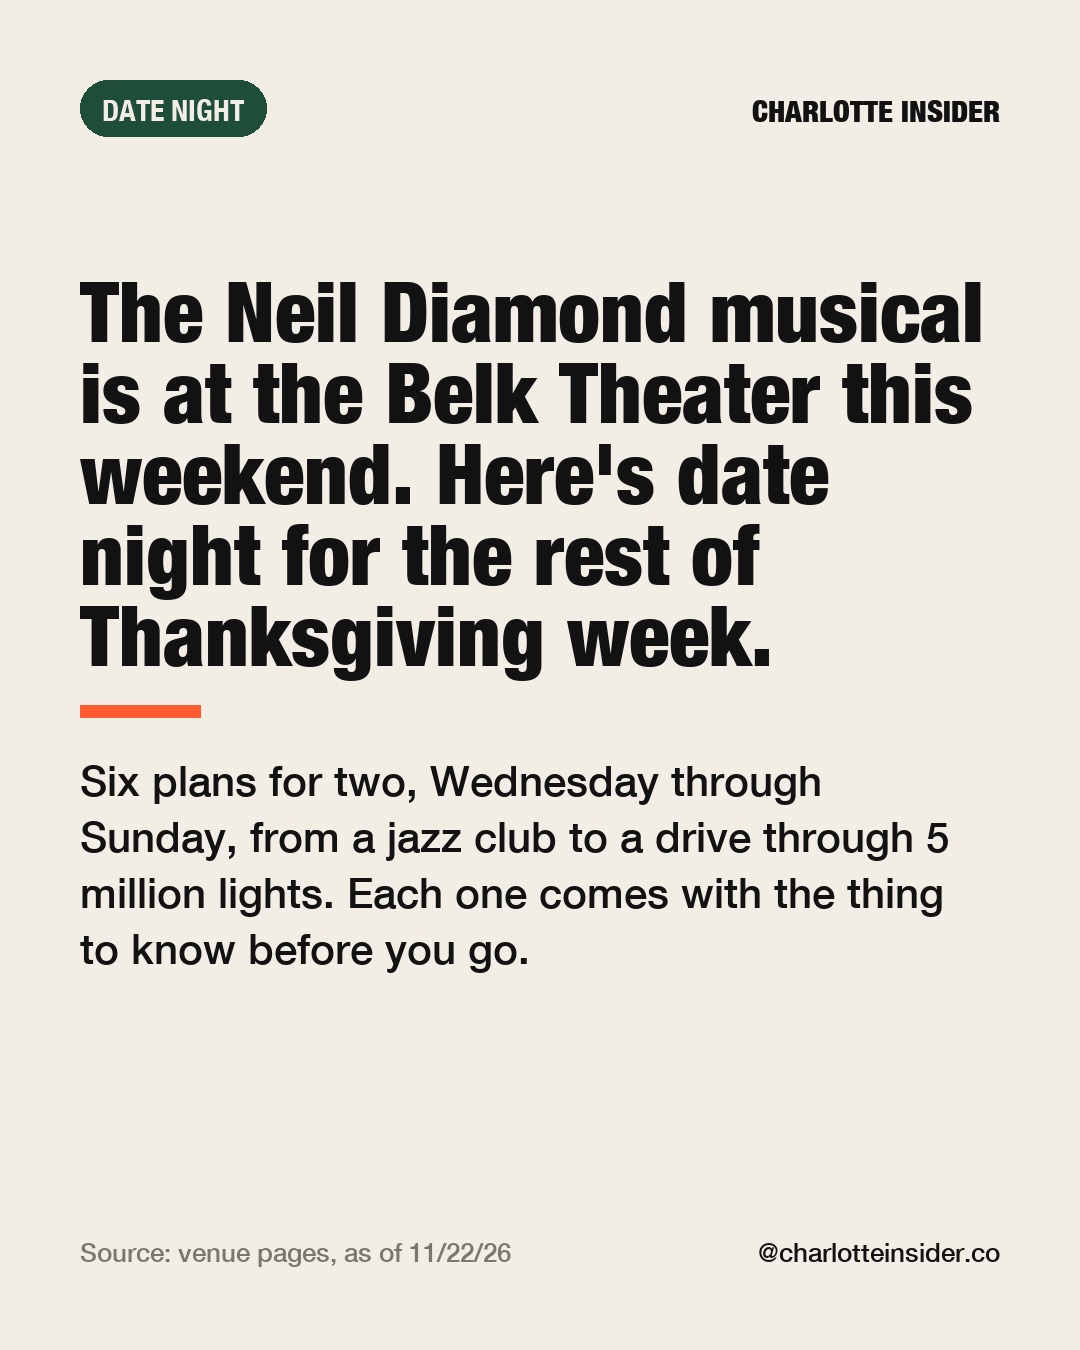 DATE NIGHT
CHARLOTTE INSIDER
The Neil Diamond musical
is at the Belk Theater this
weekend. Here's date
night for the rest of
Thanksgiving week.
Six plans for two, Wednesday through
Sunday, from a jazz club to a drive through 5
million lights. Each one comes with the thing
to know before you go.
Source: venue pages, as of 11/22/26
@charlotteinsider.co